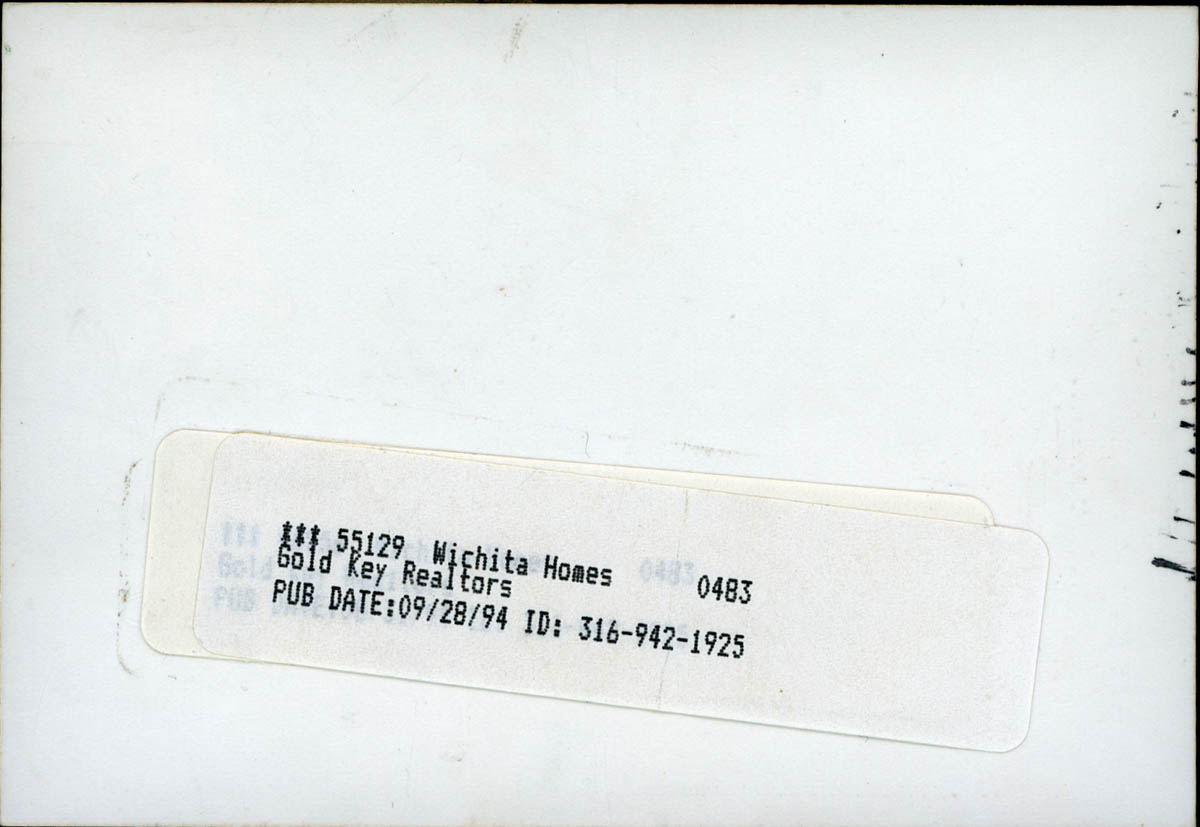 *** 55129 Wichita Homes 0483
Gold Key Realtors
PUB DATE:09/28/94 ID: 316-942-1925